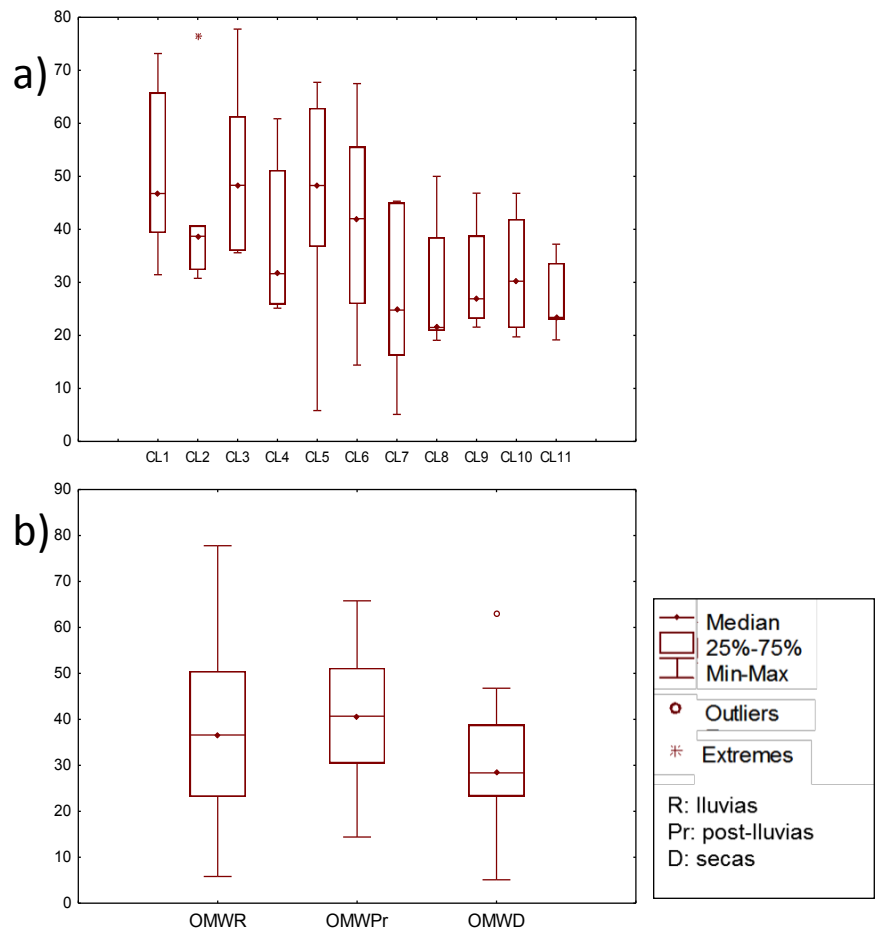 a)
80
70
60
50
40
30
20
10
0
CL1 CL2 CL3 CL4 CL5 CL6 CL7 CL8 CL9 CL10 CL11
b)
90
80
70
60
50
40
30
20
10
0
OMWR OMWPr OMWD
Median
25%-75%
Min-Max
Outliers
Extremes
R: lluvias
Pr: post-lluvias
D: secas